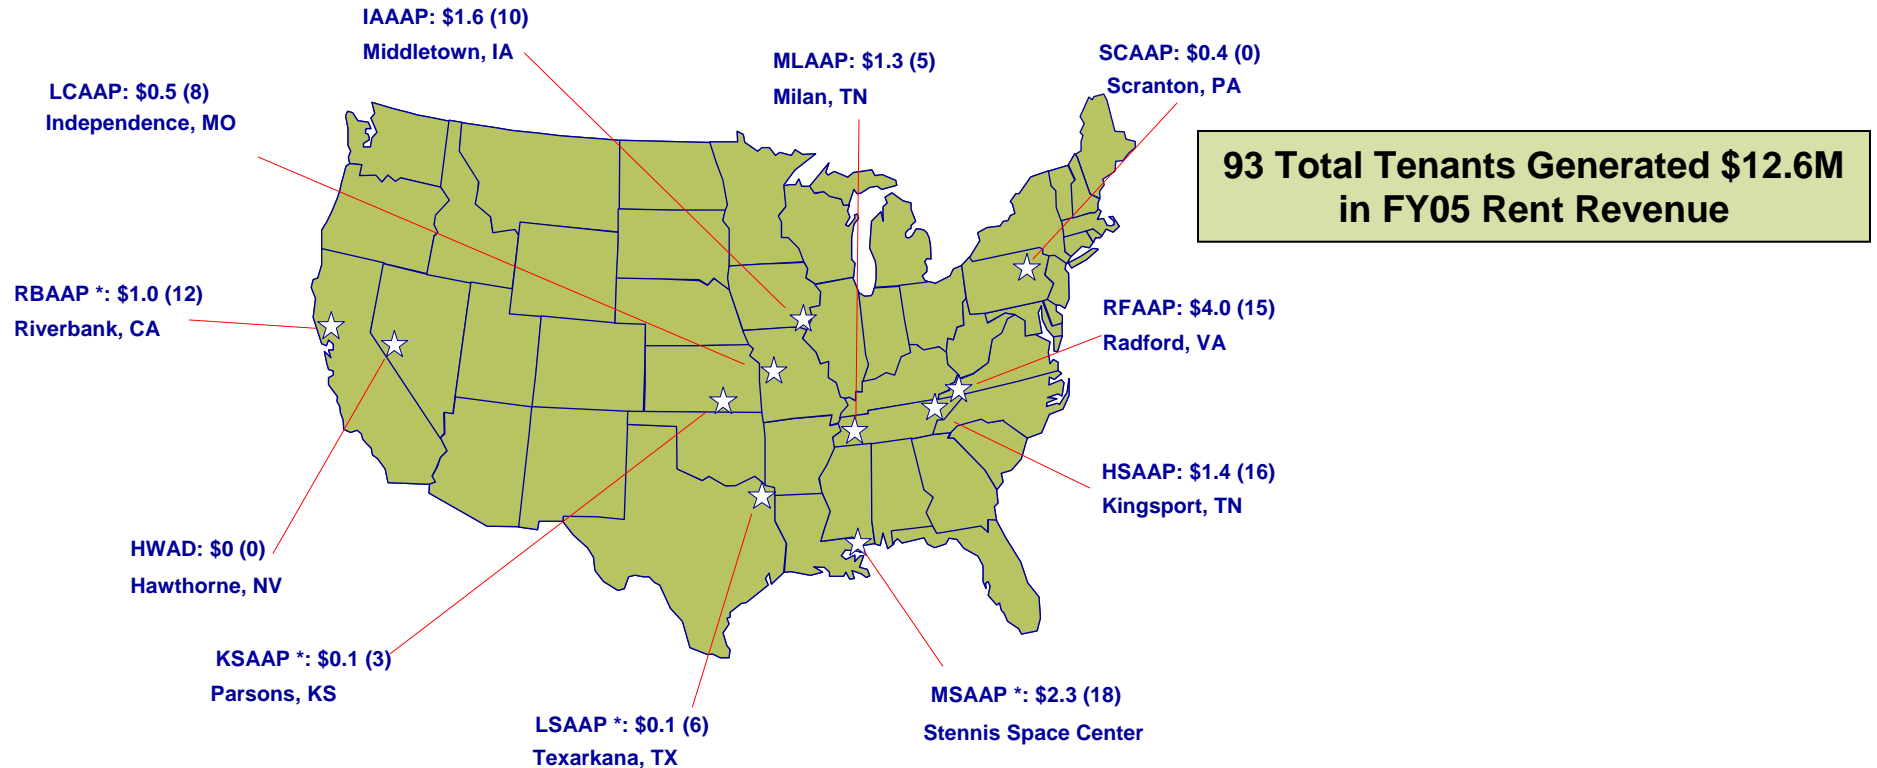 IAAAP: $1.6 (10)
Middletown, IA
MLAAP: $1.3 (5)
Milan, TN
SCAAP: $0.4 (0)
Scranton, PA
LCAAP: $0.5 (8)
Independence, MO
93 Total Tenants Generated $12.6M
in FY05 Rent Revenue
RBAAP *: $1.0 (12)
Riverbank, CA
RFAAP: $4.0 (15)
Radford, VA
HSAAP: $1.4 (16)
Kingsport, TN
HWAD: $0 (0)
Hawthorne, NV
KSAAP *: $0.1 (3)
Parsons, KS
MSAAP *: $2.3 (18)
Stennis Space Center
LSAAP *: $0.1 (6)
Texarkana, TX